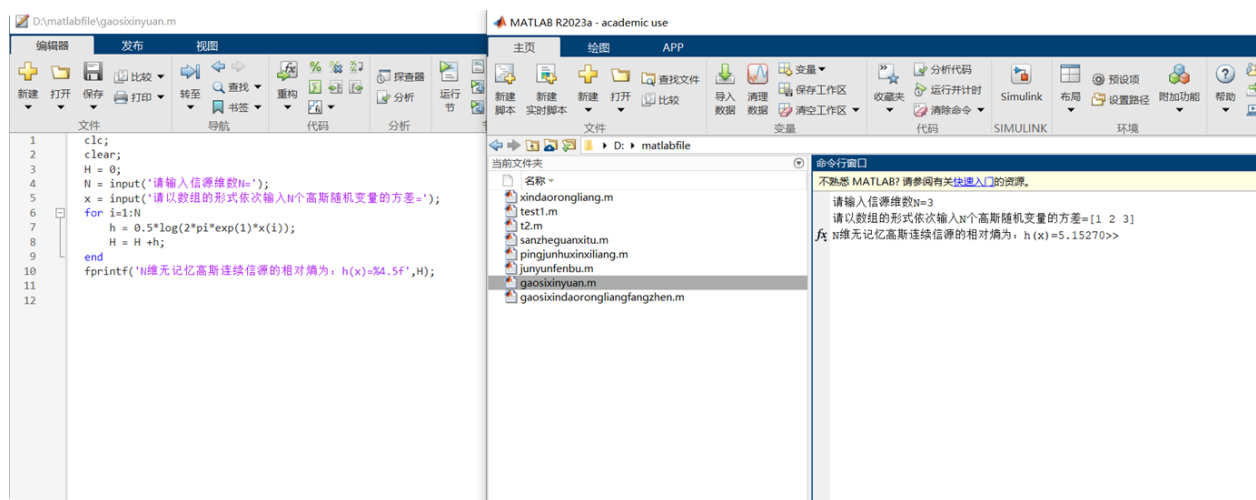 D:\matlabfile\gaosixinyuan.m
编辑器 发布 视图
新建 打开 保存 比较 打印 转至 查找 书签 重构 探查器 分析 运行节
文件 导航 代码 分析
1 clc;
2 clear;
3 H = 0;
4 N = input('请输入信源维数N=');
5 x = input('请以数组的形式依次输入N个高斯随机变量的方差=');
6 for i=1:N
7 h = 0.5*log(2*pi*exp(1)*x(i));
8 H = H +h;
9 end
10 fprintf('N维无记忆高斯连续信源的相对熵为：h(x)=%4.5f',H);
11
12
MATLAB R2023a - academic use
主页 绘图 APP
新建脚本 新建实时脚本 新建 打开 查找文件 比较 导入数据 清理数据 变量 保存工作区 清空工作区 收藏夹 分析代码 运行并计时 清除命令 Simulink 布局 预设项 设置路径 附加功能 帮助
文件 变量 代码 SIMULINK 环境
D: matlabfile
当前文件夹
名称
xindaorongliang.m
test1.m
t2.m
sanzheguanxitu.m
pingjunhuxinxiliang.m
junyunfenbu.m
gaosixinyuan.m
gaosixindaorongliangfangzhen.m
命令行窗口
不熟悉 MATLAB? 请参阅有关快速入门的资源。
请输入信源维数N=3
请以数组的形式依次输入N个高斯随机变量的方差=[1 2 3]
fx N维无记忆高斯连续信源的相对熵为：h(x)=5.15270>>